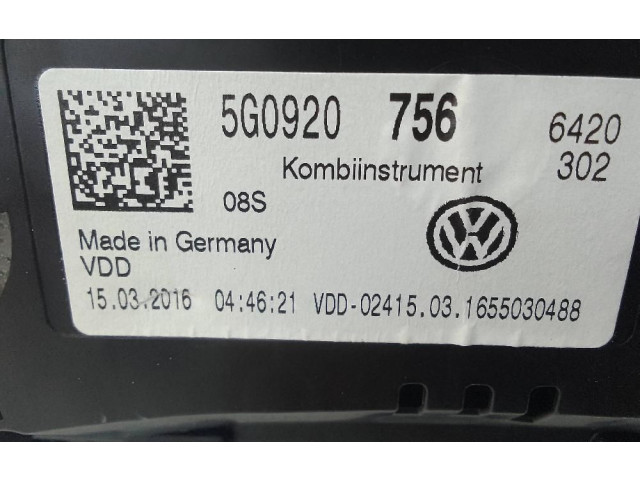 5G0920 756 6420
Kombiinstrument 302
08S
Made in Germany
VDD
15.03.2016 04:46:21 VDD-02415.03.1655030488